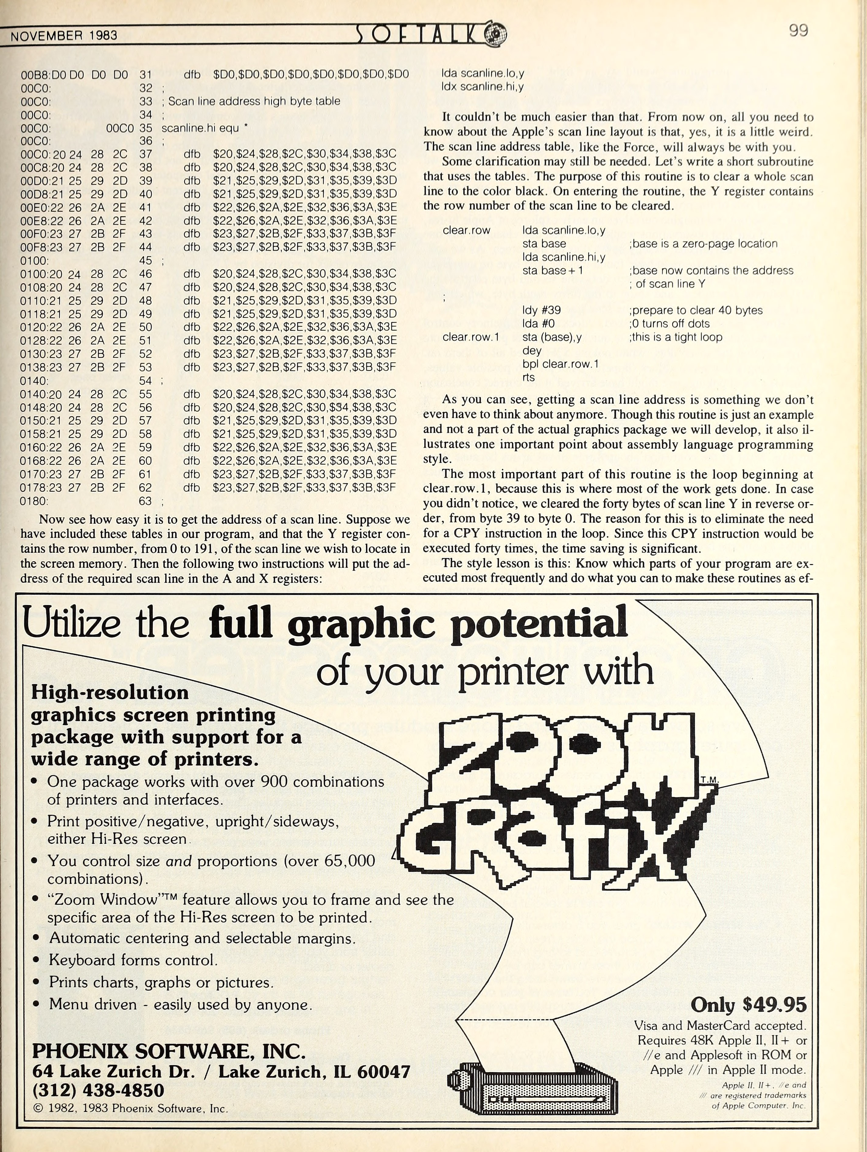 NOVEMBER 1983
SOFTALK
99
00B8:D0 D0 D0 D0 31 dfb $D0,$D0,$D0,$D0,$D0,$D0,$D0,$D0
00C0: 32 ;
00C0: 33 ; Scan line address high byte table
00C0: 34 ;
00C0: 00C0 35 scanline.hi equ *
00C0: 36 ;
00C0:20 24 28 2C 37 dfb $20,$24,$28,$2C,$30,$34,$38,$3C
00C8:20 24 28 2C 38 dfb $20,$24,$28,$2C,$30,$34,$38,$3C
00D0:21 25 29 2D 39 dfb $21,$25,$29,$2D,$31,$35,$39,$3D
00D8:21 25 29 2D 40 dfb $21,$25,$29,$2D,$31,$35,$39,$3D
00E0:22 26 2A 2E 41 dfb $22,$26,$2A,$2E,$32,$36,$3A,$3E
00E8:22 26 2A 2E 42 dfb $22,$26,$2A,$2E,$32,$36,$3A,$3E
00F0:23 27 2B 2F 43 dfb $23,$27,$2B,$2F,$33,$37,$3B,$3F
00F8:23 27 2B 2F 44 dfb $23,$27,$2B,$2F,$33,$37,$3B,$3F
0100: 45 ;
0100:20 24 28 2C 46 dfb $20,$24,$28,$2C,$30,$34,$38,$3C
0108:20 24 28 2C 47 dfb $20,$24,$28,$2C,$30,$34,$38,$3C
0110:21 25 29 2D 48 dfb $21,$25,$29,$2D,$31,$35,$39,$3D
0118:21 25 29 2D 49 dfb $21,$25,$29,$2D,$31,$35,$39,$3D
0120:22 26 2A 2E 50 dfb $22,$26,$2A,$2E,$32,$36,$3A,$3E
0128:22 26 2A 2E 51 dfb $22,$26,$2A,$2E,$32,$36,$3A,$3E
0130:23 27 2B 2F 52 dfb $23,$27,$2B,$2F,$33,$37,$3B,$3F
0138:23 27 2B 2F 53 dfb $23,$27,$2B,$2F,$33,$37,$3B,$3F
0140: 54 ;
0140:20 24 28 2C 55 dfb $20,$24,$28,$2C,$30,$34,$38,$3C
0148:20 24 28 2C 56 dfb $20,$24,$28,$2C,$30,$34,$38,$3C
0150:21 25 29 2D 57 dfb $21,$25,$29,$2D,$31,$35,$39,$3D
0158:21 25 29 2D 58 dfb $21,$25,$29,$2D,$31,$35,$39,$3D
0160:22 26 2A 2E 59 dfb $22,$26,$2A,$2E,$32,$36,$3A,$3E
0168:22 26 2A 2E 60 dfb $22,$26,$2A,$2E,$32,$36,$3A,$3E
0170:23 27 2B 2F 61 dfb $23,$27,$2B,$2F,$33,$37,$3B,$3F
0178:23 27 2B 2F 62 dfb $23,$27,$2B,$2F,$33,$37,$3B,$3F
0180: 63 ;
Now see how easy it is to get the address of a scan line. Suppose we
have included these tables in our program, and that the Y register con-
tains the row number, from 0 to 191, of the scan line we wish to locate in
the screen memory. Then the following two instructions will put the ad-
dress of the required scan line in the A and X registers:
lda scanline.lo,y
ldx scanline.hi,y
It couldn't be much easier than that. From now on, all you need to
know about the Apple's scan line layout is that, yes, it is a little weird.
The scan line address table, like the Force, will always be with you.
Some clarification may still be needed. Let's write a short subroutine
that uses the tables. The purpose of this routine is to clear a whole scan
line to the color black. On entering the routine, the Y register contains
the row number of the scan line to be cleared.
clear.row lda scanline.lo,y
sta base ;base is a zero-page location
lda scanline.hi,y
sta base+1 ;base now contains the address
; of scan line Y
;
ldy #39 ;prepare to clear 40 bytes
lda #0 ;0 turns off dots
clear.row.1 sta (base),y ;this is a tight loop
dey
bpl clear.row.1
rts
As you can see, getting a scan line address is something we don't
even have to think about anymore. Though this routine is just an example
and not a part of the actual graphics package we will develop, it also il-
lustrates one important point about assembly language programming
style.
The most important part of this routine is the loop beginning at
clear.row.1, because this is where most of the work gets done. In case
you didn't notice, we cleared the forty bytes of scan line Y in reverse or-
der, from byte 39 to byte 0. The reason for this is to eliminate the need
for a CPY instruction in the loop. Since this CPY instruction would be
executed forty times, the time saving is significant.
The style lesson is this: Know which parts of your program are ex-
ecuted most frequently and do what you can to make these routines as ef-
Utilize the full graphic potential
of your printer with
ZOOM
GRafiX
T.M.
High-resolution
graphics screen printing
package with support for a
wide range of printers.
• One package works with over 900 combinations
of printers and interfaces.
• Print positive/negative, upright/sideways,
either Hi-Res screen.
• You control size and proportions (over 65,000
combinations).
• "Zoom Window"™ feature allows you to frame and see the
specific area of the Hi-Res screen to be printed.
• Automatic centering and selectable margins.
• Keyboard forms control.
• Prints charts, graphs or pictures.
• Menu driven - easily used by anyone.
PHOENIX SOFTWARE, INC.
64 Lake Zurich Dr. / Lake Zurich, IL 60047
(312) 438-4850
© 1982, 1983 Phoenix Software, Inc.
Only $49.95
Visa and MasterCard accepted.
Requires 48K Apple II, II+ or
//e and Applesoft in ROM or
Apple /// in Apple II mode.
Apple II, II+, //e and
/// are registered trademarks
of Apple Computer, Inc.